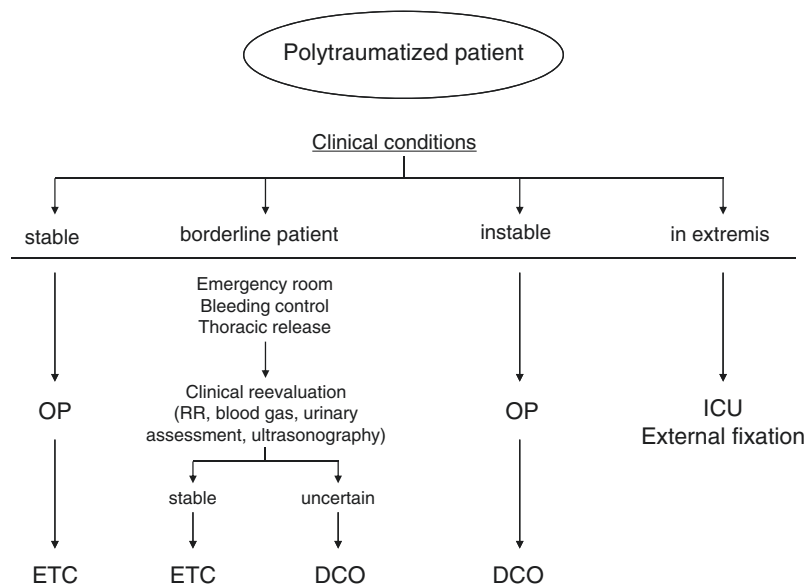 Polytraumatized patient
Clinical conditions
stable
borderline patient
instable
in extremis
Emergency room
Bleeding control
Thoracic release
OP
Clinical reevaluation
(RR, blood gas, urinary
assessment, ultrasonography)
OP
ICU
External fixation
stable
uncertain
ETC
ETC
DCO
DCO